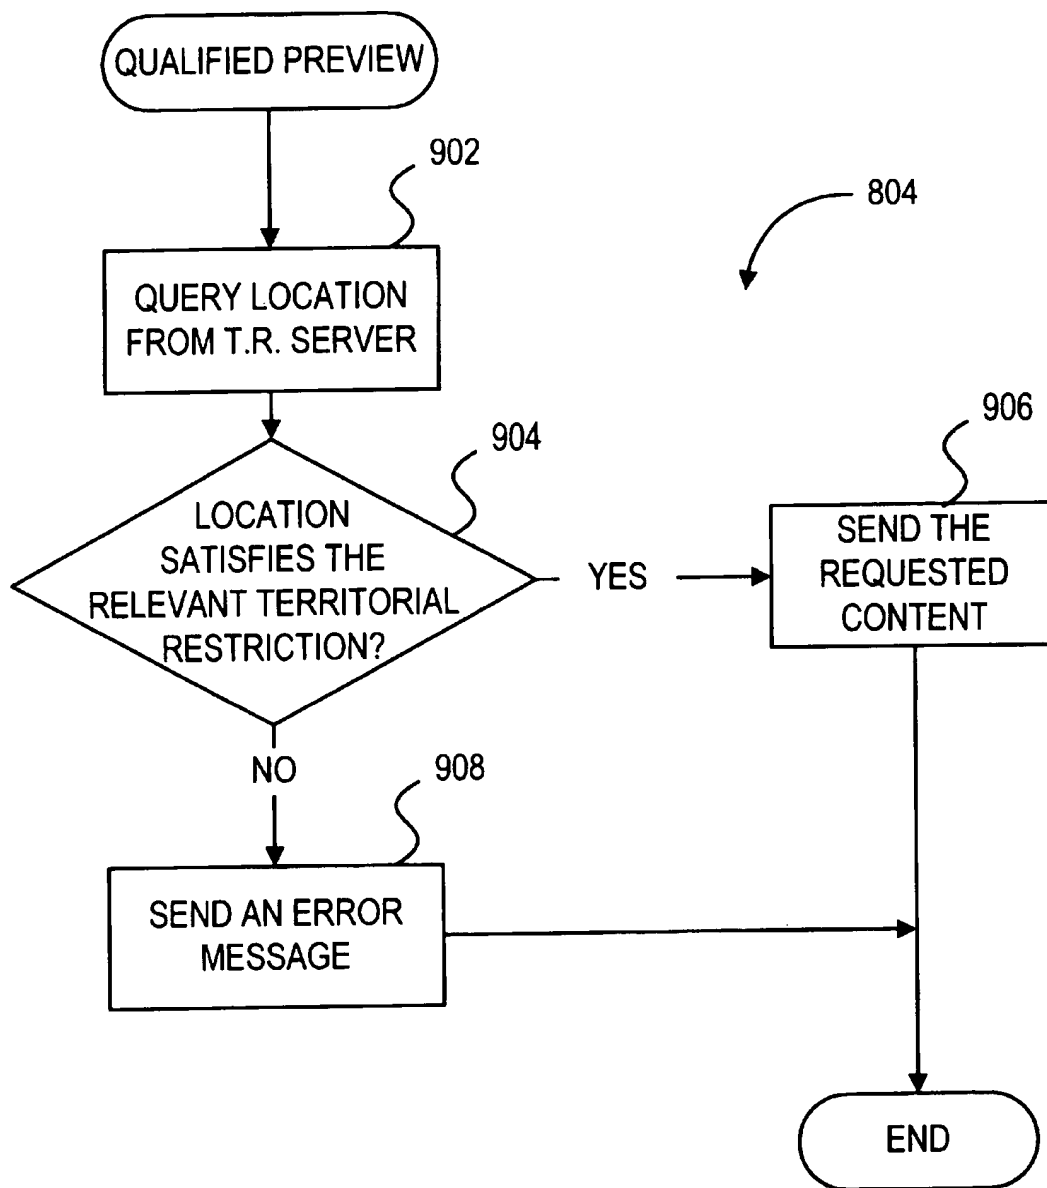 QUALIFIED PREVIEW
902
804
QUERY LOCATION
FROM T.R. SERVER
904
906
LOCATION
SATISFIES THE
RELEVANT TERRITORIAL
RESTRICTION?
YES
SEND THE
REQUESTED
CONTENT
NO
908
SEND AN ERROR
MESSAGE
END